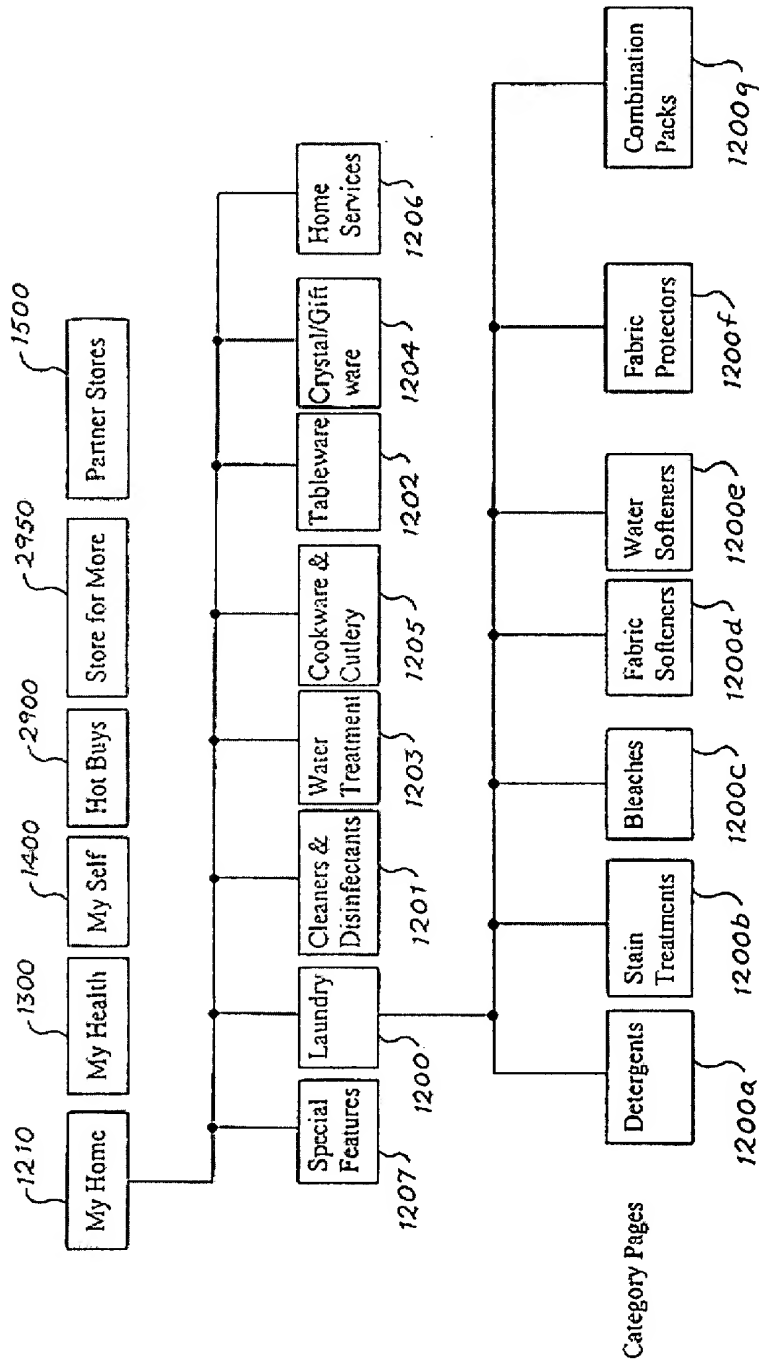 1210
1300
1400
2900
2950
1500
My Home
My Health
My Self
Hot Buys
Store for More
Partner Stores
Special
Features
Laundry
Cleaners &
Disinfectants
Water
Treatment
Cookware &
Cutlery
Tableware
Crystal/Gift
ware
Home
Services
1207
1200
1201
1203
1205
1202
1204
1206
Category Pages
Detergents
Stain
Treatments
Bleaches
Fabric
Softeners
Water
Softeners
Fabric
Protectors
Combination
Packs
1200a
1200b
1200c
1200d
1200e
1200f
1200g